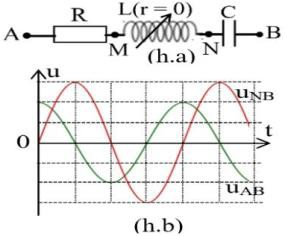 L(r = 0)
A R M N C B
(h.a)
u
u_NB
0 t
u_AB
(h.b)